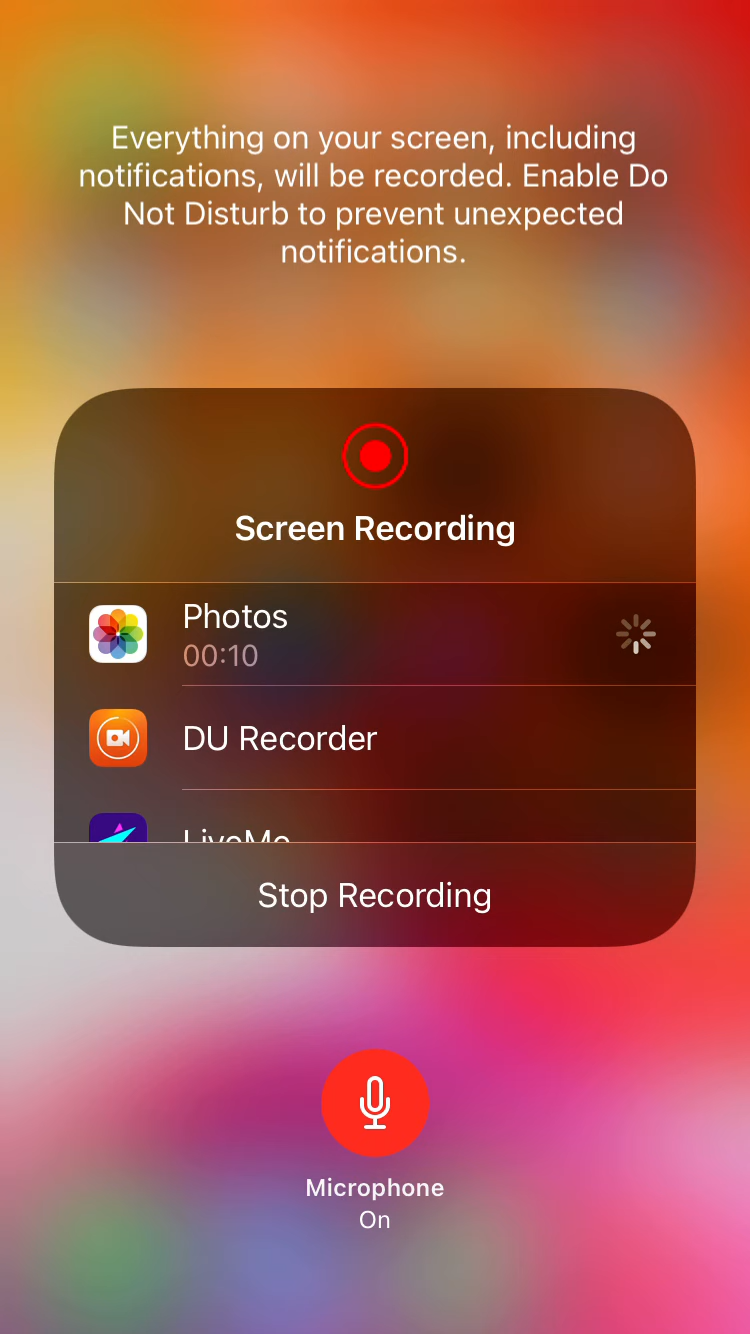 Everything on your screen, including
notifications, will be recorded. Enable Do
Not Disturb to prevent unexpected
notifications.
Screen Recording
Photos
00:10
DU Recorder
LiveMe
Stop Recording
Microphone
On